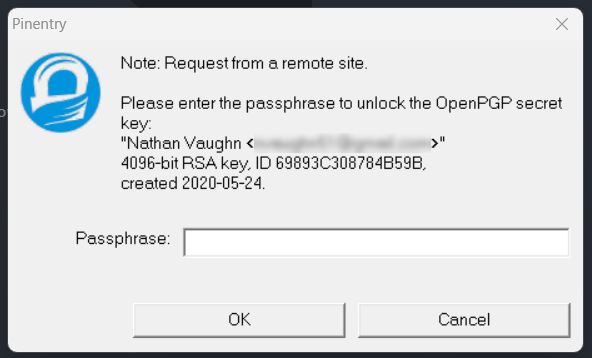 Pinentry
Note: Request from a remote site.
Please enter the passphrase to unlock the OpenPGP secret
key:
"Nathan Vaughn <>"
4096-bit RSA key, ID 69893C308784B59B,
created 2020-05-24.
Passphrase:
OK
Cancel